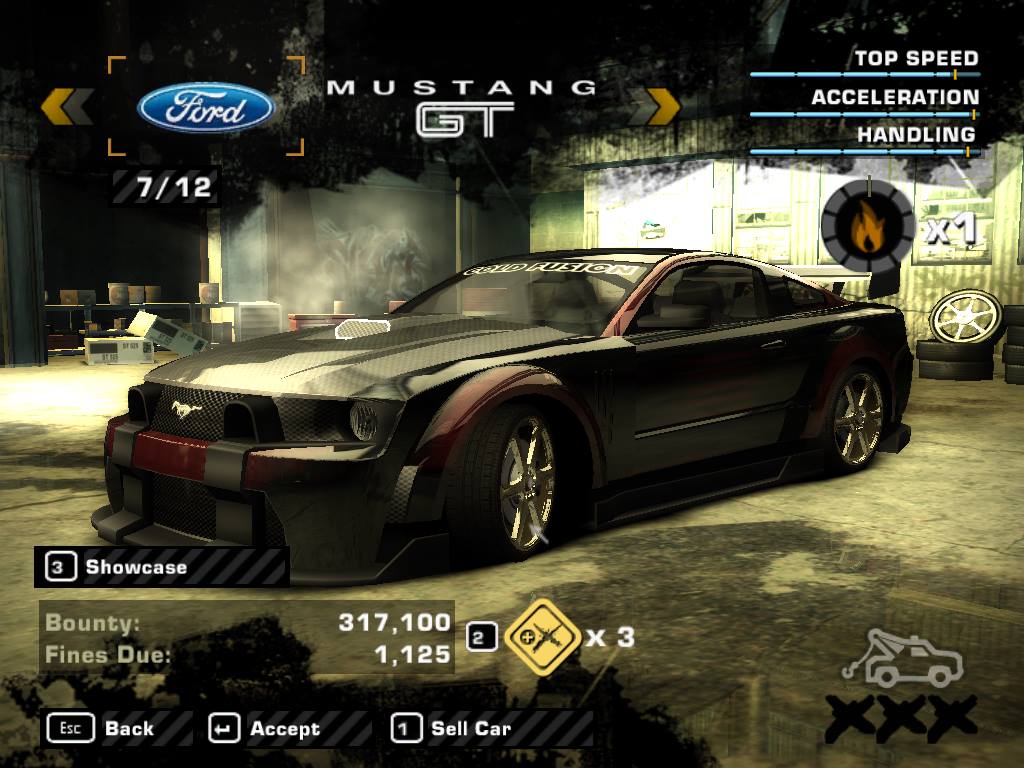 TOP SPEED
Ford
MUSTANG
GT
ACCELERATION
HANDLING
7/12
x1
COLD FUSION
3 Showcase
Bounty: 317,100
Fines Due: 1,125
2 x 3
Esc Back
Accept
1 Sell Car
XXX